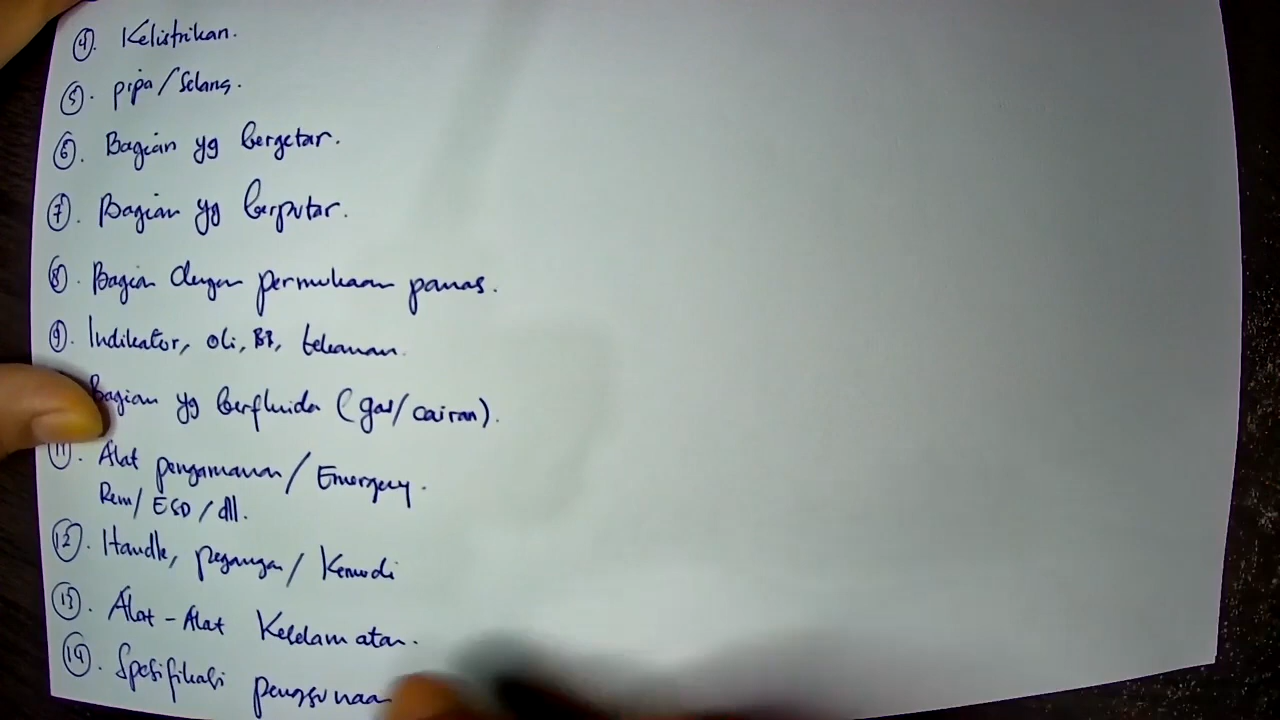 4. Kelistrikan.
5. pipa/Selang.
6. Bagian yg bergetar.
7. Bagian yg berputar.
8. Bagian dengan permukaan panas.
9. Indikator, oli, BB, tekanan.
Bagian yg berfluida (gas/cairan).
11. Alat pengamanan/Emergecy.
Rem/ESD/dll.
12. Handle, pegangan/Kemudi
13. Alat-Alat Keselamatan.
14. Spesifikasi penggunaan